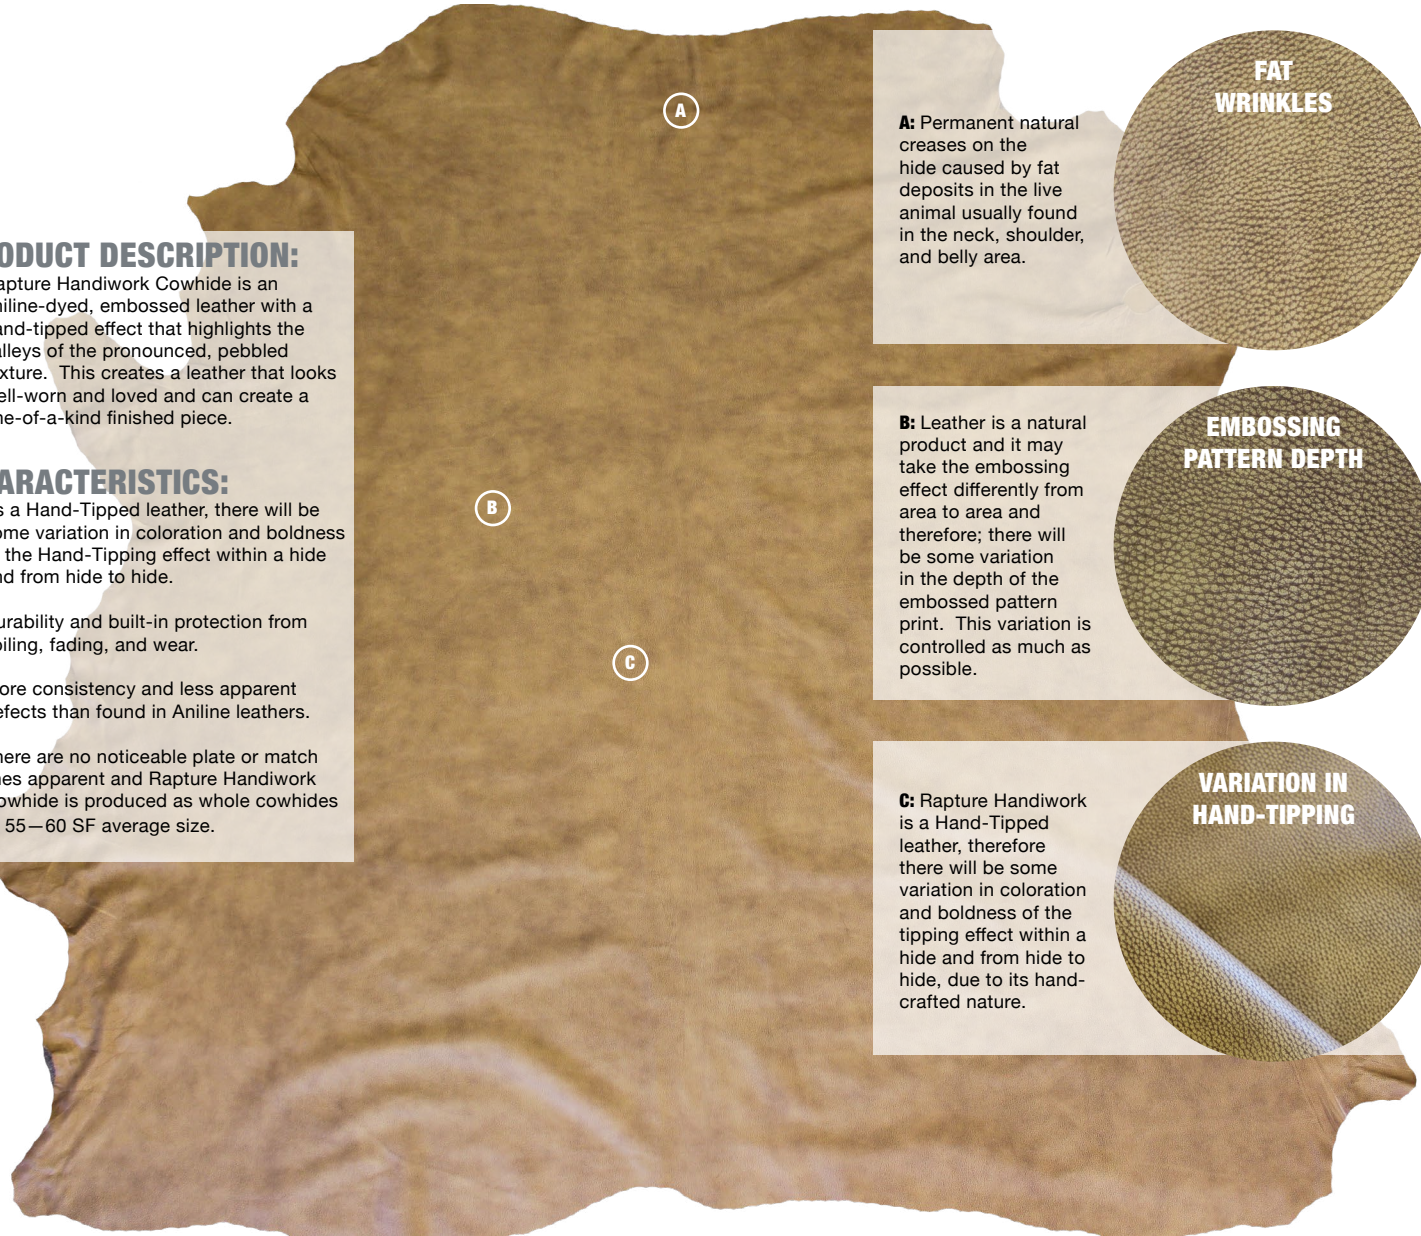 ODUCT DESCRIPTION:
apture Handiwork Cowhide is an
niline-dyed, embossed leather with a
and-tipped effect that highlights the
alleys of the pronounced, pebbled
xture. This creates a leather that looks
ell-worn and loved and can create a
ne-of-a-kind finished piece.
ARACTERISTICS:
s a Hand-Tipped leather, there will be
ome variation in coloration and boldness
the Hand-Tipping effect within a hide
nd from hide to hide.
urability and built-in protection from
iling, fading, and wear.
ore consistency and less apparent
efects than found in Aniline leathers.
here are no noticeable plate or match
nes apparent and Rapture Handiwork
owhide is produced as whole cowhides
55—60 SF average size.
A
B
C
A: Permanent natural
creases on the
hide caused by fat
deposits in the live
animal usually found
in the neck, shoulder,
and belly area.
FAT
WRINKLES
B: Leather is a natural
product and it may
take the embossing
effect differently from
area to area and
therefore; there will
be some variation
in the depth of the
embossed pattern
print. This variation is
controlled as much as
possible.
EMBOSSING
PATTERN DEPTH
C: Rapture Handiwork
is a Hand-Tipped
leather, therefore
there will be some
variation in coloration
and boldness of the
tipping effect within a
hide and from hide to
hide, due to its hand-
crafted nature.
VARIATION IN
HAND-TIPPING